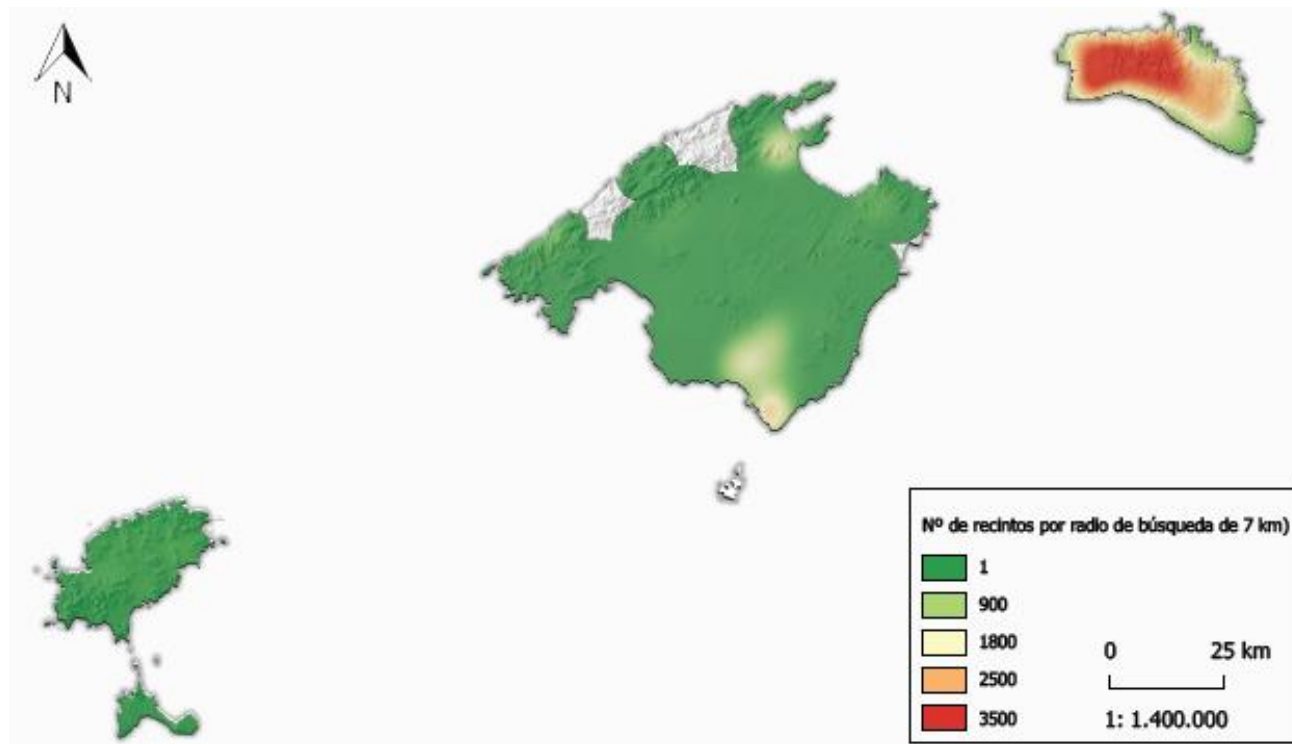 N
Nº de recintos por radio de búsqueda de 7 km)
1
900
1800
2500
3500
0 25 km
1: 1.400.000